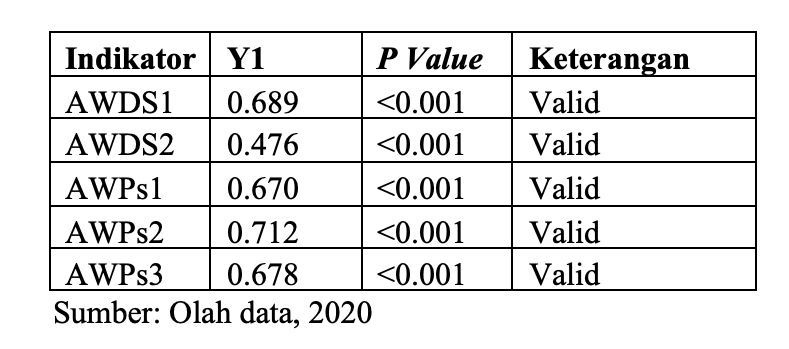 Indikator Y1 P Value Keterangan
AWDS1 0.689 <0.001 Valid
AWDS2 0.476 <0.001 Valid
AWPs1 0.670 <0.001 Valid
AWPs2 0.712 <0.001 Valid
AWPs3 0.678 <0.001 Valid
Sumber: Olah data, 2020